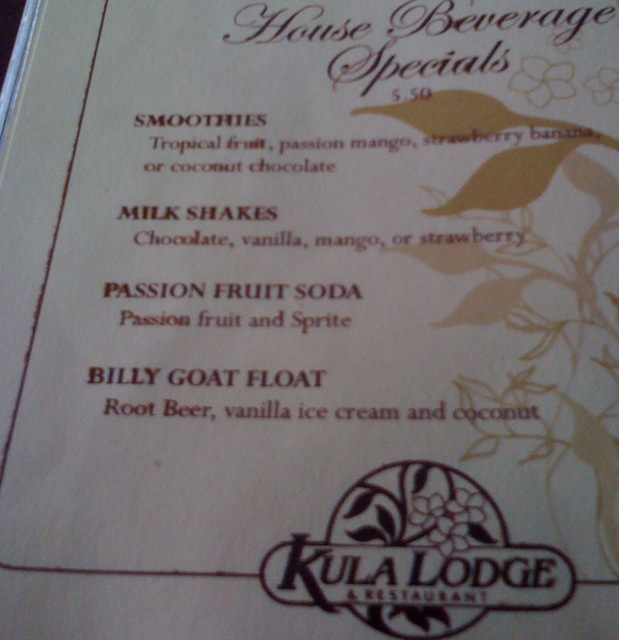 House Beverage
Specials
5.50
SMOOTHIES
Tropical fruit, passion mango, strawberry banana,
or coconut chocolate
MILK SHAKES
Chocolate, vanilla, mango, or strawberry
PASSION FRUIT SODA
Passion fruit and Sprite
BILLY GOAT FLOAT
Root Beer, vanilla ice cream and coconut
KULA LODGE
& RESTAURANT